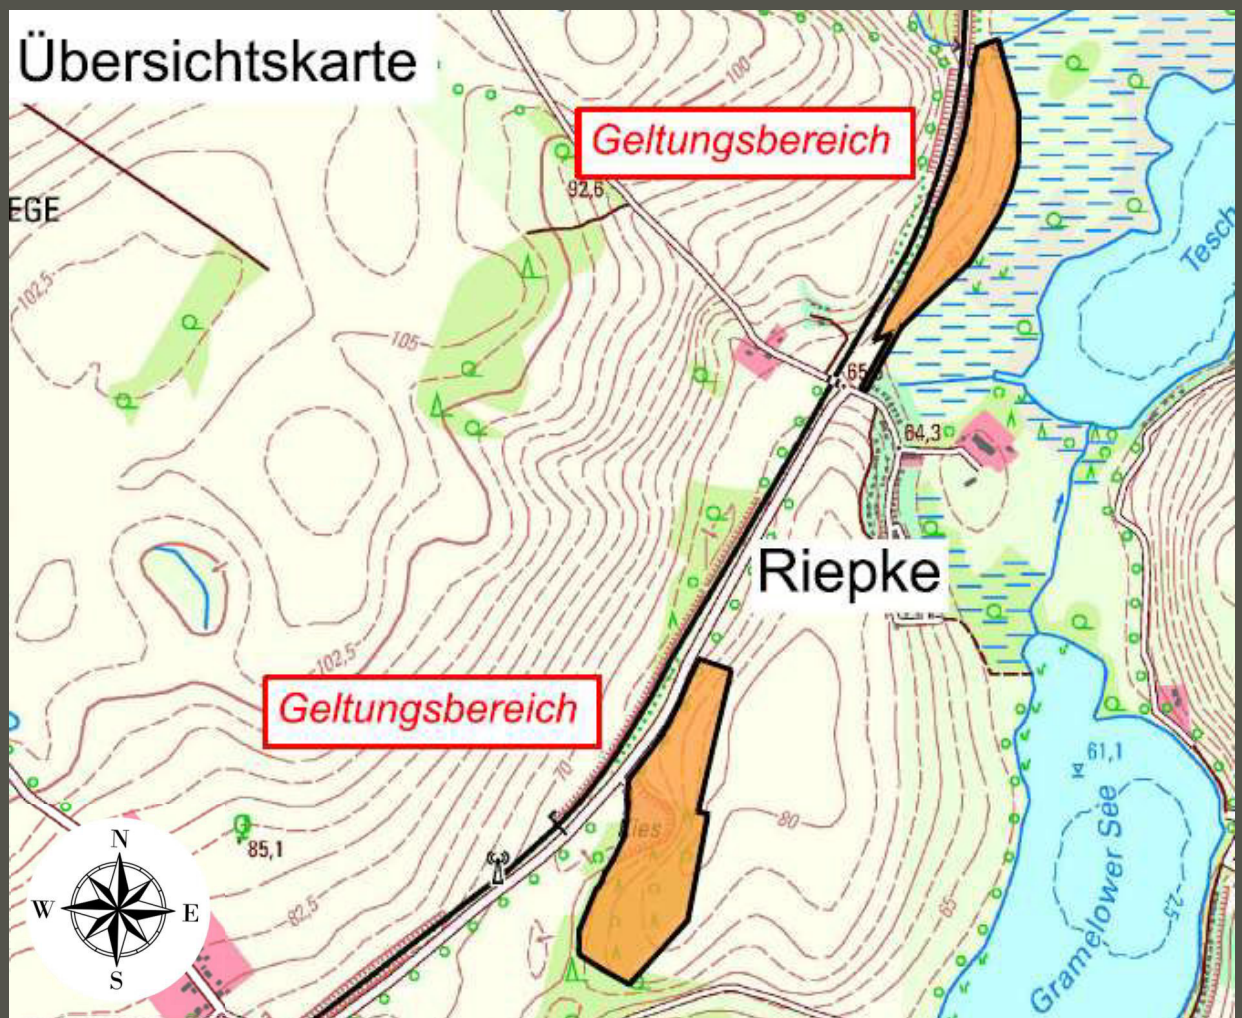 Übersichtskarte
100
Geltungsbereich
92,6
EGE
Tesch
102,5
105
65
64,3
Riepke
102,5
Geltungsbereich
70
61,1
Kies
80
85,1
N
W
E
S
82,5
65
Gramelower See
25